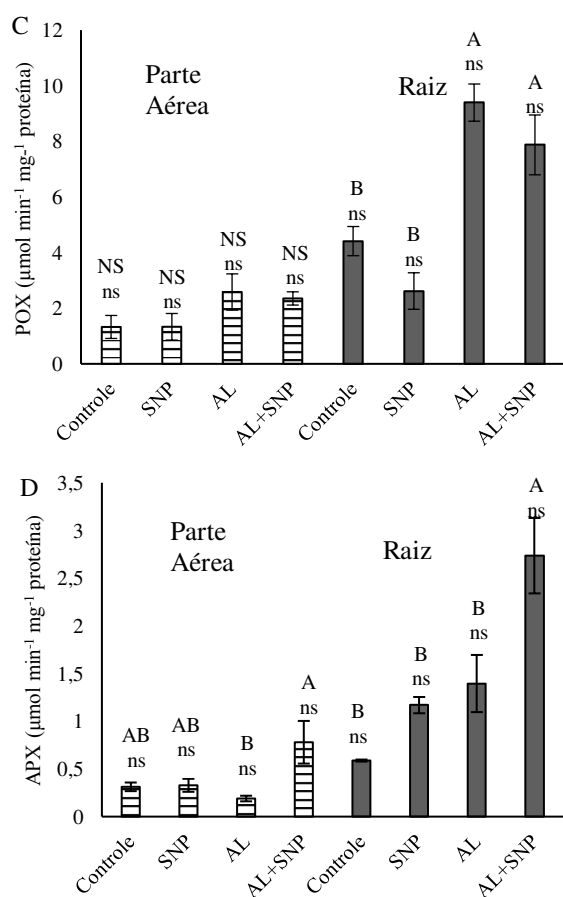 C
12
10
8
6
4
2
0
POX (µmol min⁻¹ mg-¹ proteína)
Parte
Aérea
Raiz
NS
ns
NS
ns
NS
ns
NS
ns
B
ns
B
ns
A
ns
A
ns
Controle
SNP
AL
AL+SNP
Controle
SNP
AL
AL+SNP
D
3,5
3
2,5
2
1,5
1
0,5
0
APX (µmol min⁻¹ mg⁻¹ proteína)
Parte
Aérea
Raiz
AB
ns
AB
ns
B
ns
A
ns
B
ns
B
ns
B
ns
A
ns
Controle
SNP
AL
AL+SNP
Controle
SNP
AL
AL+SNP